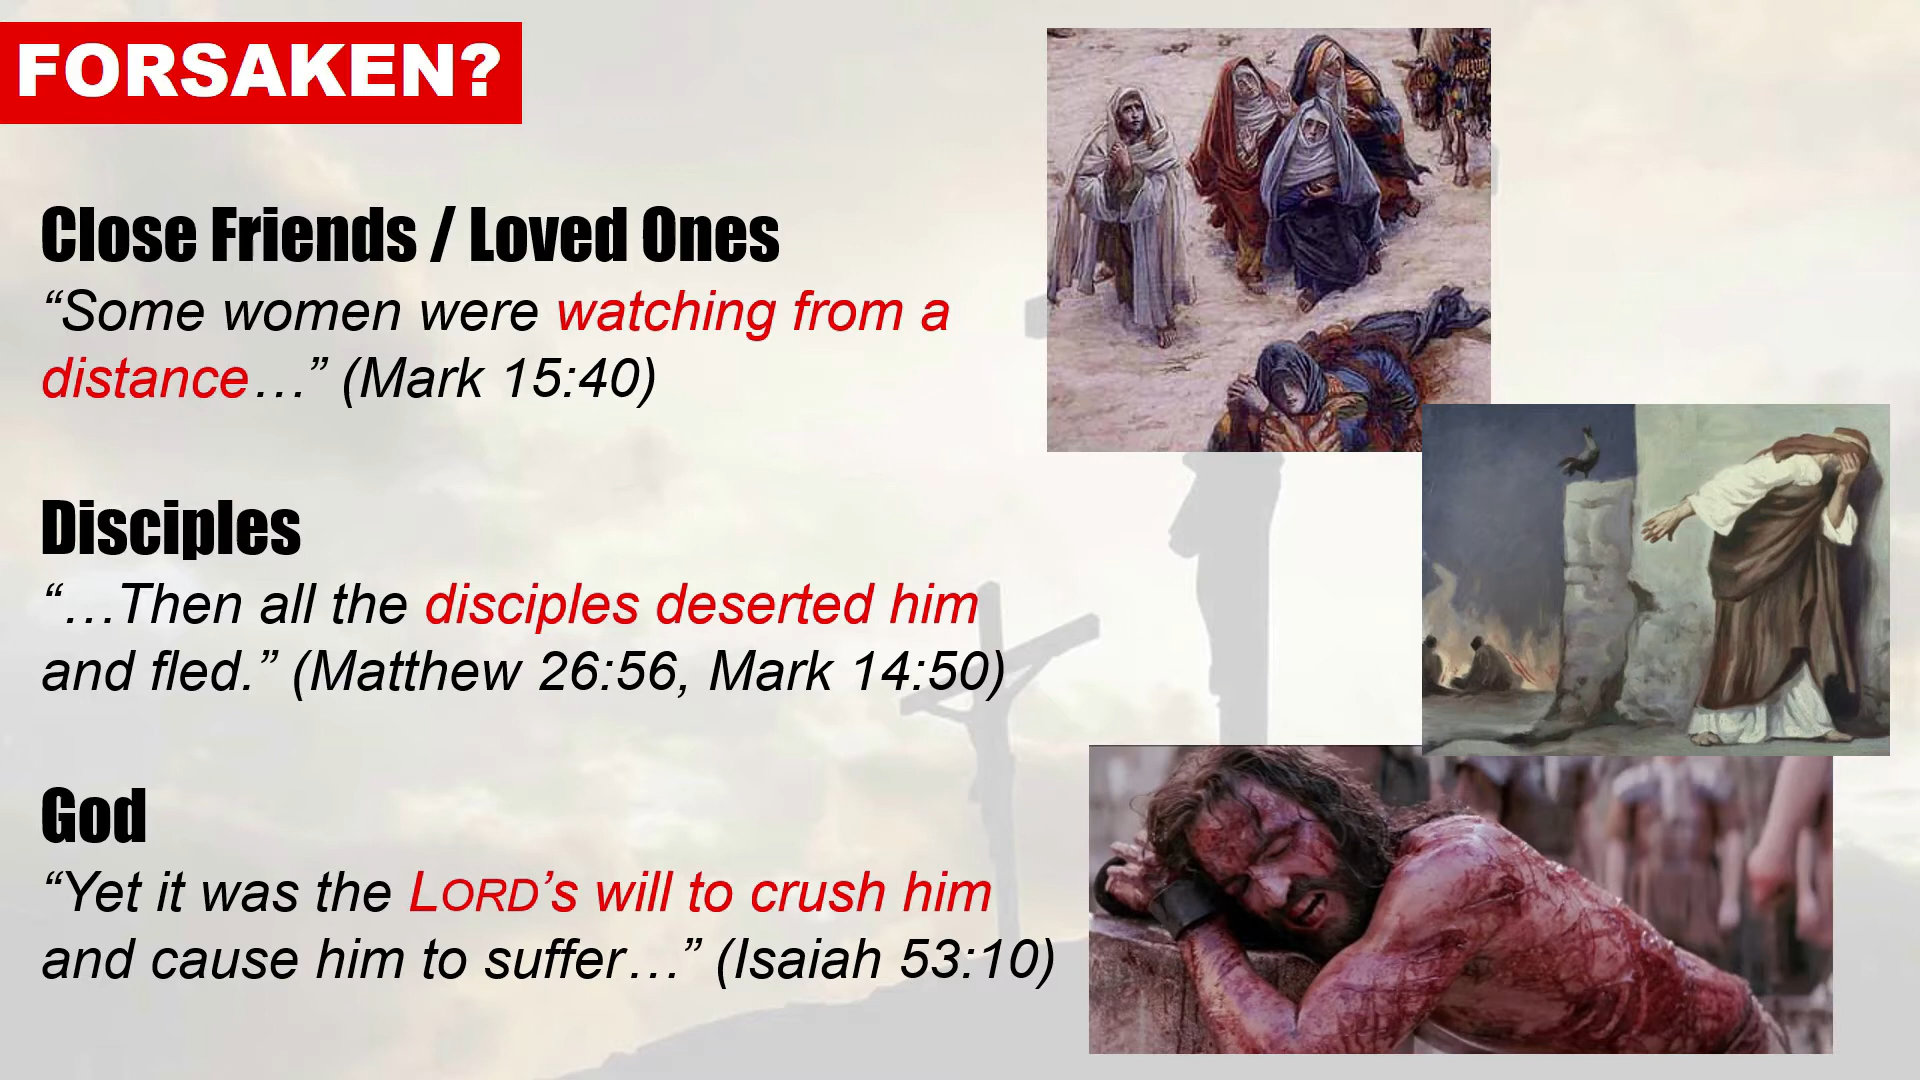 FORSAKEN?
Close Friends / Loved Ones
“Some women were watching from a
distance…” (Mark 15:40)
Disciples
“…Then all the disciples deserted him
and fled.” (Matthew 26:56, Mark 14:50)
God
“Yet it was the LORD’s will to crush him
and cause him to suffer…” (Isaiah 53:10)